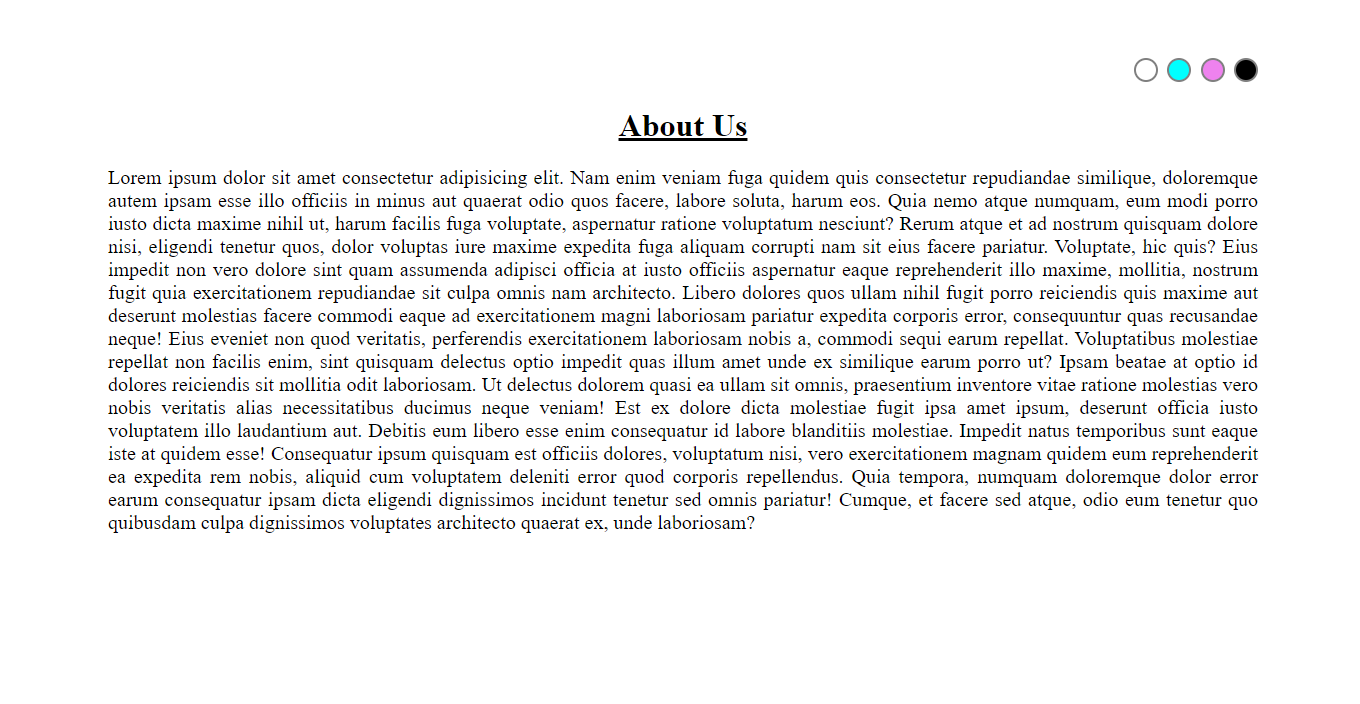 About Us
Lorem ipsum dolor sit amet consectetur adipisicing elit. Nam enim veniam fuga quidem quis consectetur repudiandae similique, doloremque
autem ipsam esse illo officiis in minus aut quaerat odio quos facere, labore soluta, harum eos. Quia nemo atque numquam, eum modi porro
iusto dicta maxime nihil ut, harum facilis fuga voluptate, aspernatur ratione voluptatum nesciunt? Rerum atque et ad nostrum quisquam dolore
nisi, eligendi tenetur quos, dolor voluptas iure maxime expedita fuga aliquam corrupti nam sit eius facere pariatur. Voluptate, hic quis? Eius
impedit non vero dolore sint quam assumenda adipisci officia at iusto officiis aspernatur eaque reprehenderit illo maxime, mollitia, nostrum
fugit quia exercitationem repudiandae sit culpa omnis nam architecto. Libero dolores quos ullam nihil fugit porro reiciendis quis maxime aut
deserunt molestias facere commodi eaque ad exercitationem magni laboriosam pariatur expedita corporis error, consequuntur quas recusandae
neque! Eius eveniet non quod veritatis, perferendis exercitationem laboriosam nobis a, commodi sequi earum repellat. Voluptatibus molestiae
repellat non facilis enim, sint quisquam delectus optio impedit quas illum amet unde ex similique earum porro ut? Ipsam beatae at optio id
dolores reiciendis sit mollitia odit laboriosam. Ut delectus dolorem quasi ea ullam sit omnis, praesentium inventore vitae ratione molestias vero
nobis veritatis alias necessitatibus ducimus neque veniam! Est ex dolore dicta molestiae fugit ipsa amet ipsum, deserunt officia iusto
voluptatem illo laudantium aut. Debitis eum libero esse enim consequatur id labore blanditiis molestiae. Impedit natus temporibus sunt eaque
iste at quidem esse! Consequatur ipsum quisquam est officiis dolores, voluptatum nisi, vero exercitationem magnam quidem eum reprehenderit
ea expedita rem nobis, aliquid cum voluptatem deleniti error quod corporis repellendus. Quia tempora, numquam doloremque dolor error
earum consequatur ipsam dicta eligendi dignissimos incidunt tenetur sed omnis pariatur! Cumque, et facere sed atque, odio eum tenetur quo
quibusdam culpa dignissimos voluptates architecto quaerat ex, unde laboriosam?